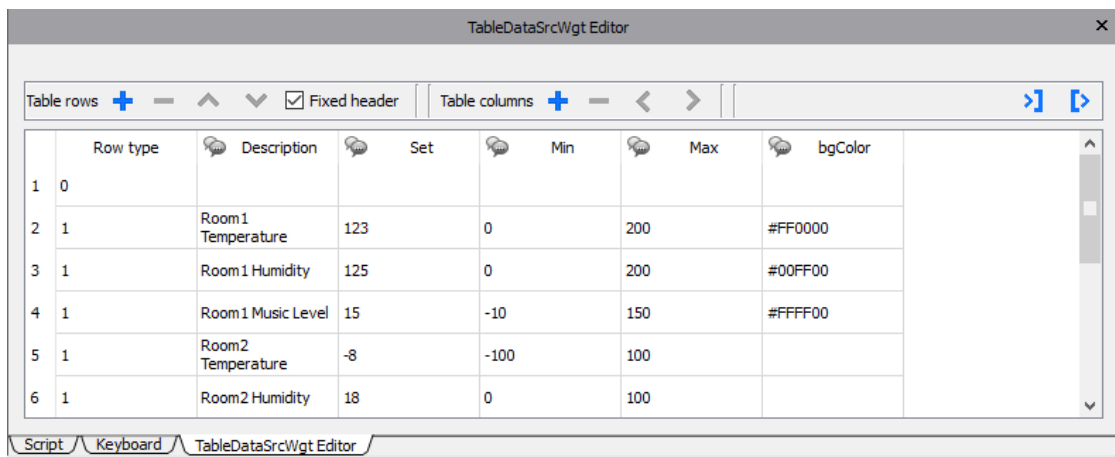 TableDataSrcWgt Editor
Table rows Fixed header Table columns
Row type Description Set Min Max bgColor
1 0
2 1 Room1 Temperature 123 0 200 #FF0000
3 1 Room1 Humidity 125 0 200 #00FF00
4 1 Room1 Music Level 15 -10 150 #FFFF00
5 1 Room2 Temperature -8 -100 100
6 1 Room2 Humidity 18 0 100
Script Keyboard TableDataSrcWgt Editor